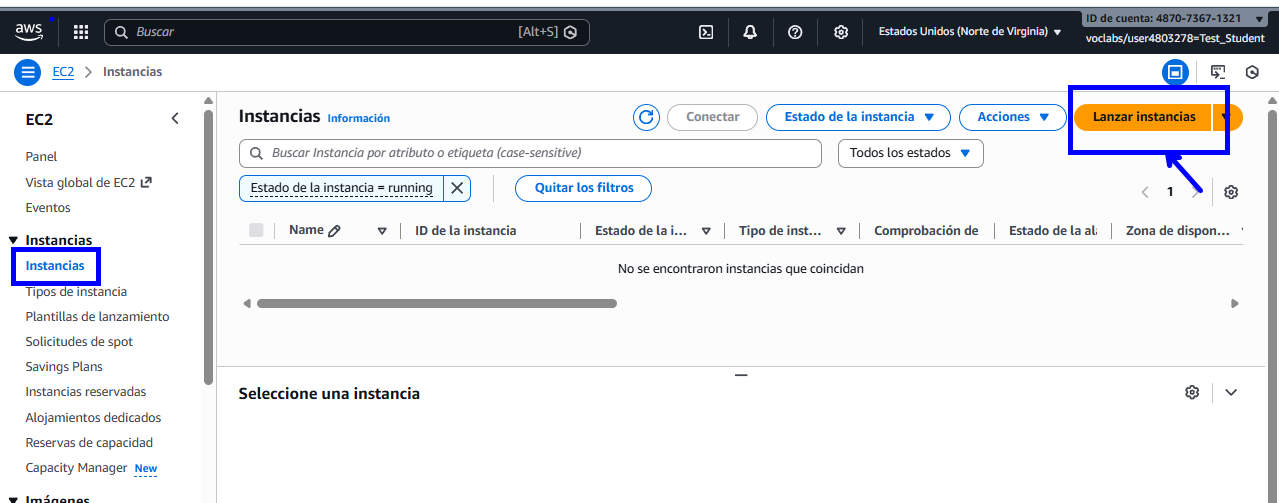 aws
Buscar [Alt+S]
Estados Unidos (Norte de Virginia)
ID de cuenta: 4870-7367-1321
voclabs/user4803278=Test_Student
EC2 > Instancias
EC2
Panel
Vista global de EC2
Eventos
Instancias
Instancias
Tipos de instancia
Plantillas de lanzamiento
Solicitudes de spot
Savings Plans
Instancias reservadas
Alojamientos dedicados
Reservas de capacidad
Capacity Manager New
Imágenes
Instancias Información
Conectar
Estado de la instancia
Acciones
Lanzar instancias
Buscar Instancia por atributo o etiqueta (case-sensitive)
Todos los estados
Estado de la instancia = running
Quitar los filtros
1
Name ID de la instancia Estado de la i... Tipo de inst... Comprobación de Estado de la ala Zona de dispon...
No se encontraron instancias que coincidan
Seleccione una instancia